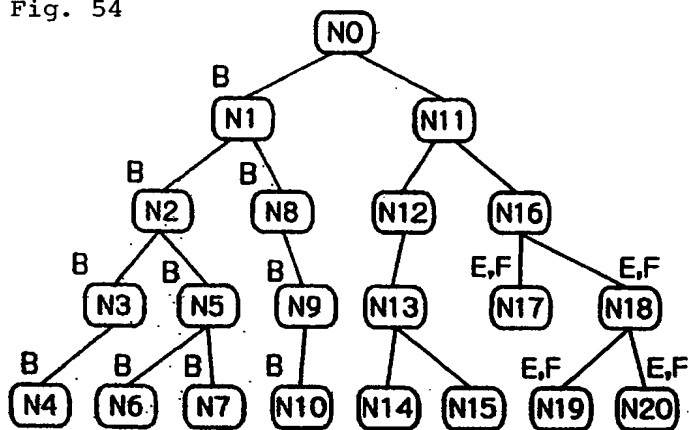 Fig. 54
N0
B
N1 N11
B B
N2 N8 N12 N16
B B B E,F E,F
N3 N5 N9 N13 N17 N18
B B B B E,F E,F
N4 N6 N7 N10 N14 N15 N19 N20